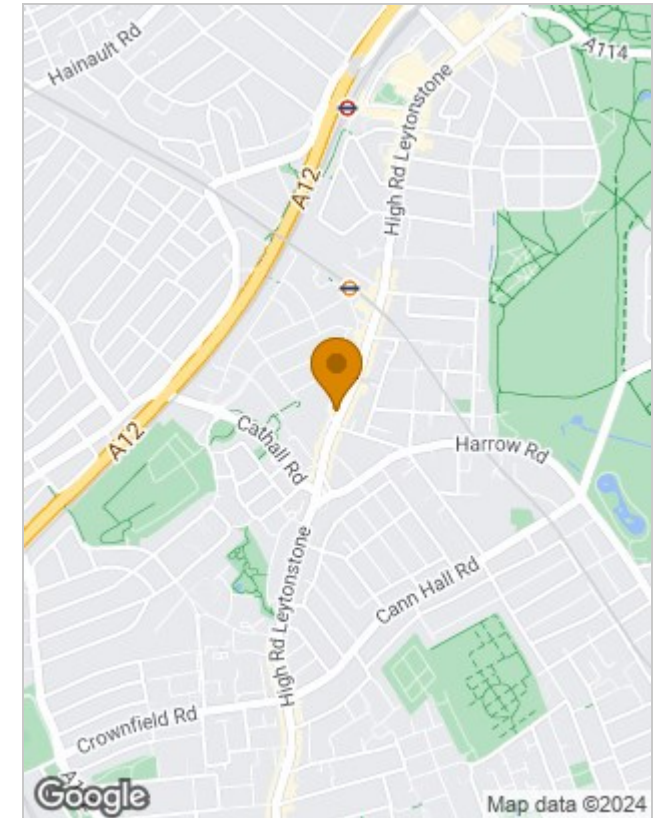 Hainault Rd
A114
High Rd Leytonstone
A12
A12
Cathall Rd
Harrow Rd
High Rd Leytonstone
Cann Hall Rd
Crownfield Rd
Google
Map data ©2024